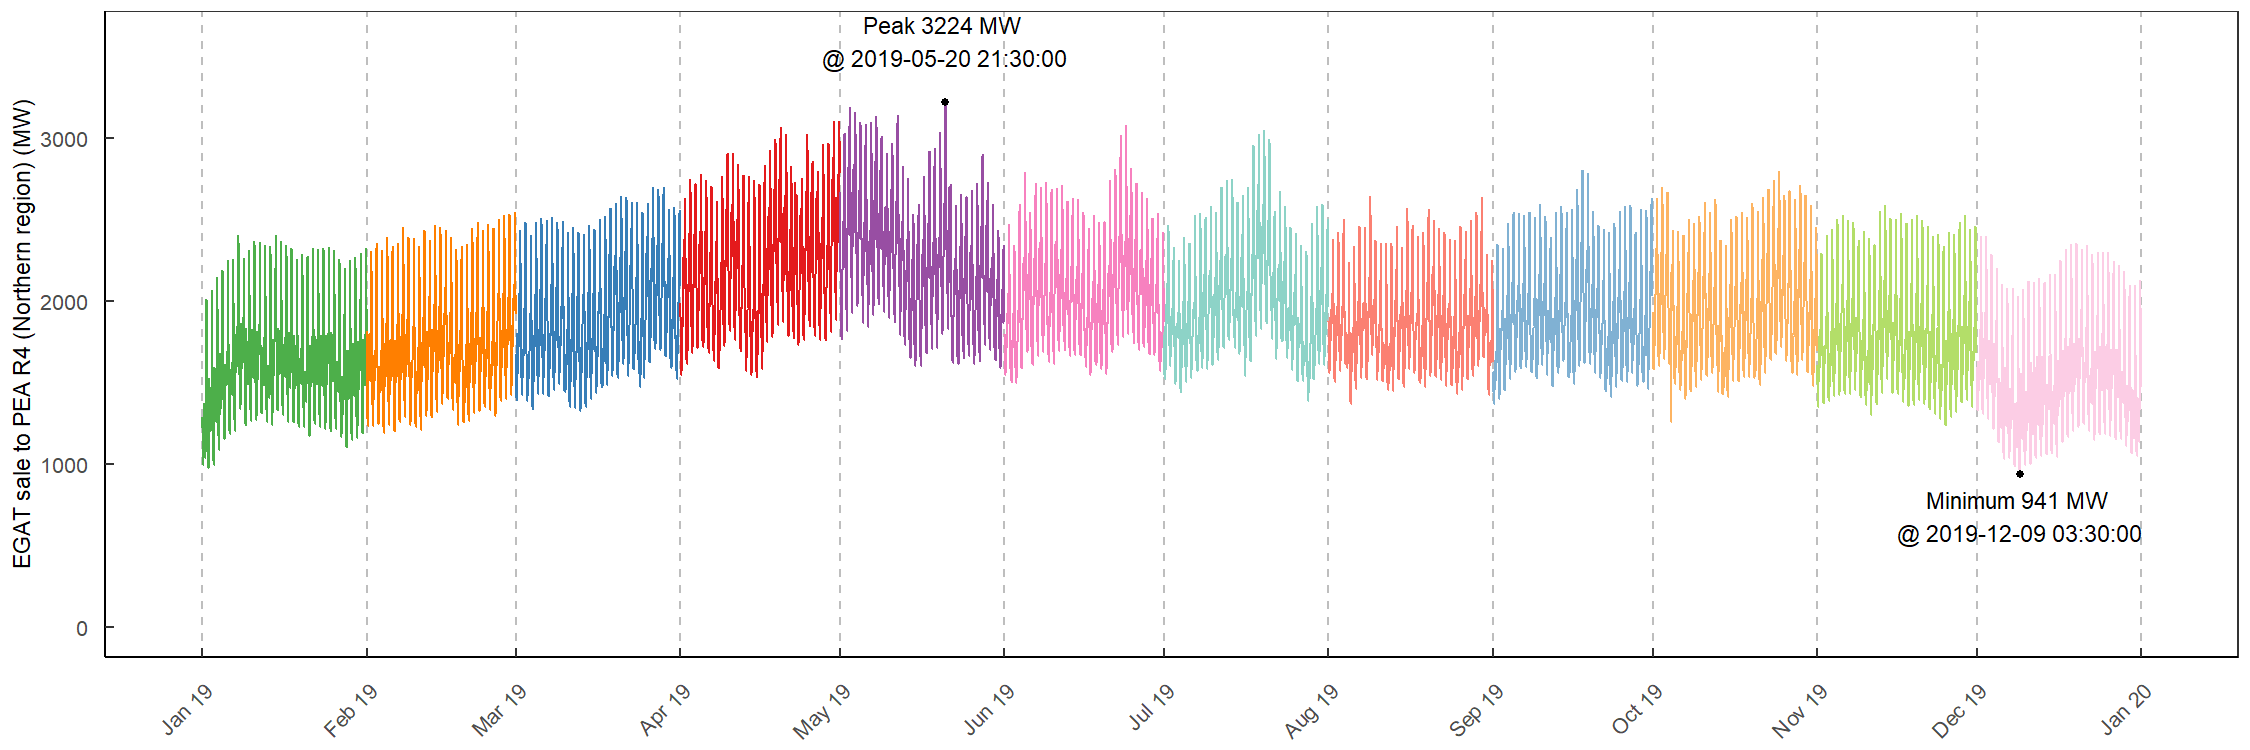 Peak 3224 MW
@ 2019-05-20 21:30:00
EGAT sale to PEA R4 (Northern region) (MW)
3000
2000
1000
0
Minimum 941 MW
@ 2019-12-09 03:30:00
Jan 19
Feb 19
Mar 19
Apr 19
May 19
Jun 19
Jul 19
Aug 19
Sep 19
Oct 19
Nov 19
Dec 19
Jan 20